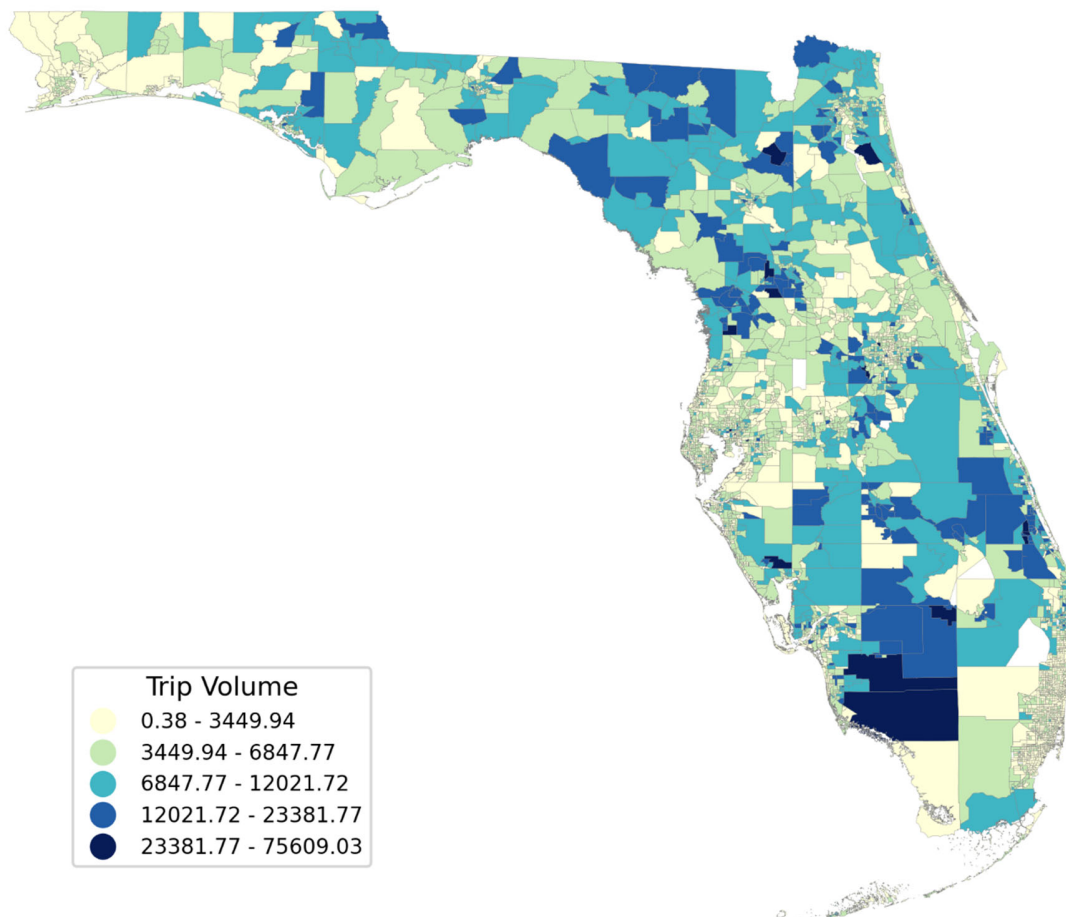 Trip Volume
0.38 - 3449.94
3449.94 - 6847.77
6847.77 - 12021.72
12021.72 - 23381.77
23381.77 - 75609.03